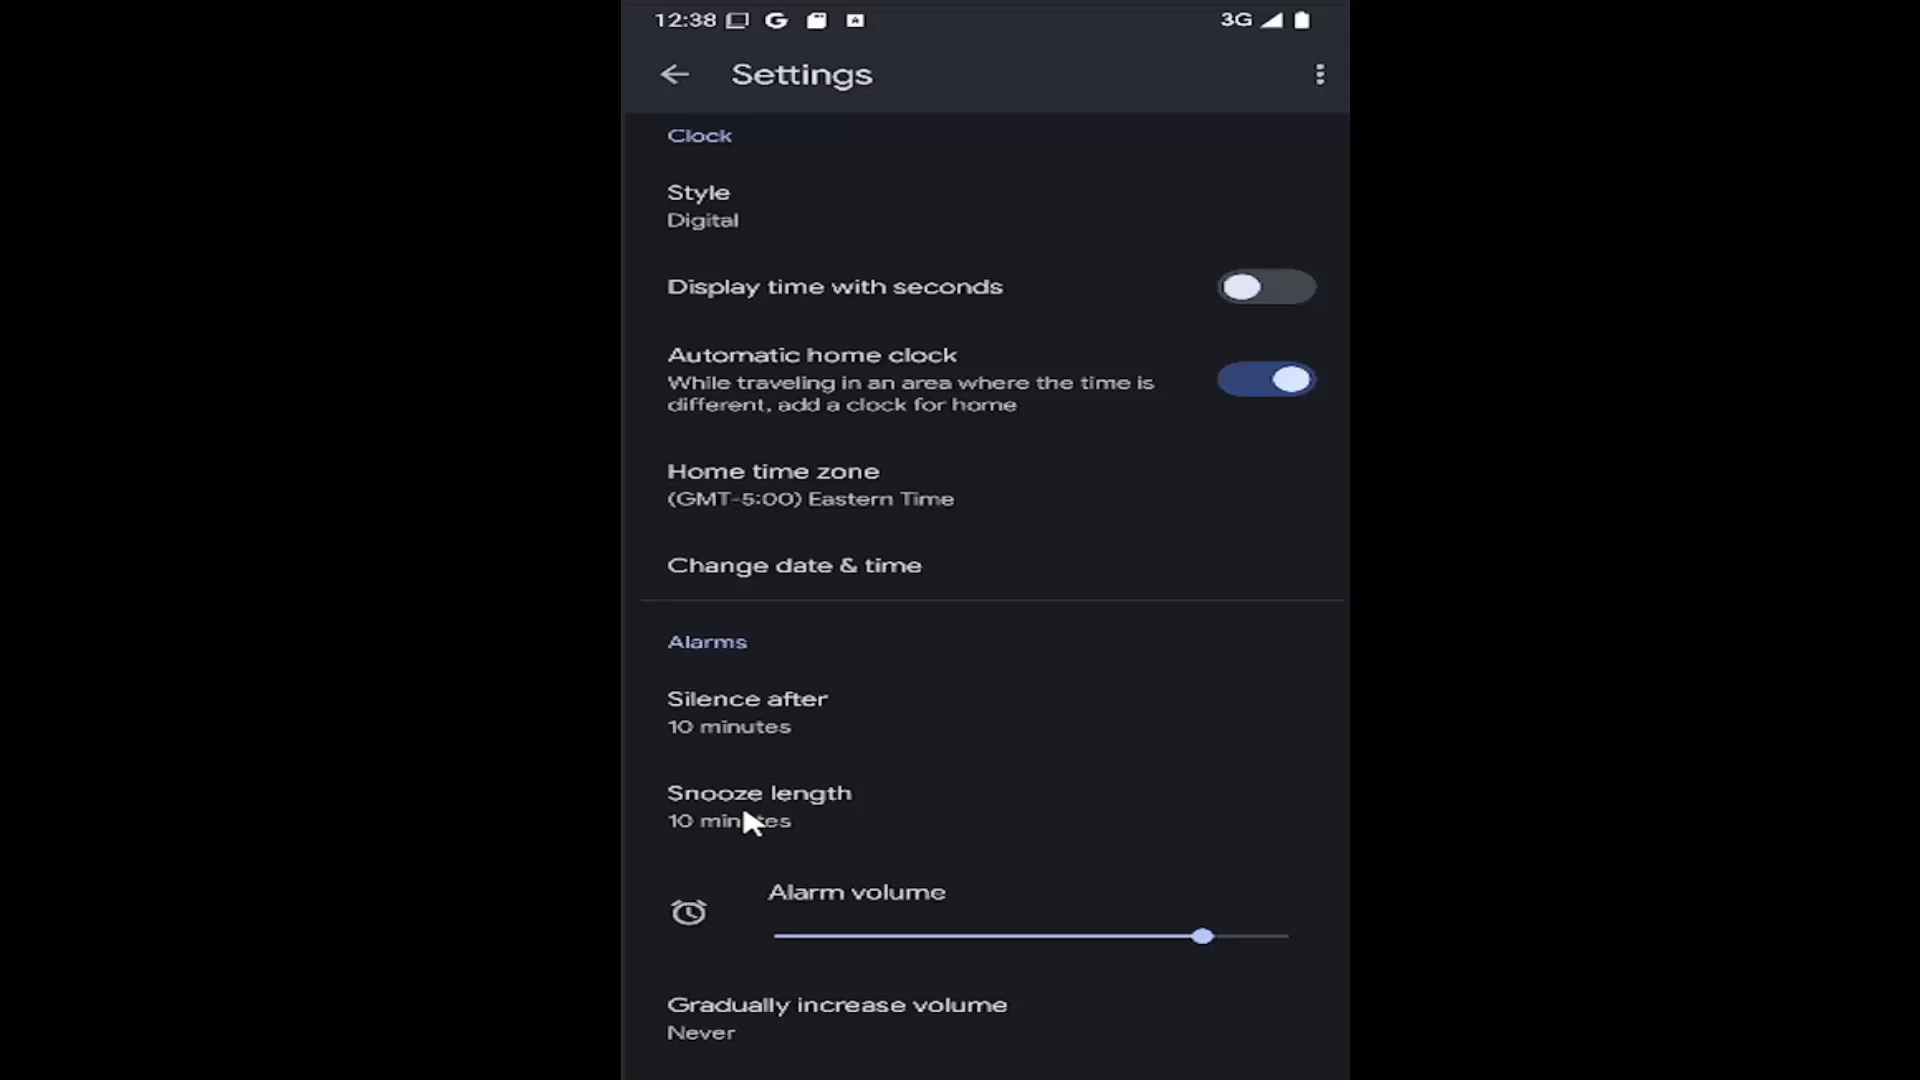 12:38 G A 3G
Settings
Clock
Style
Digital
Display time with seconds
Automatic home clock
While traveling in an area where the time is
different, add a clock for home
Home time zone
(GMT-5:00) Eastern Time
Change date & time
Alarms
Silence after
10 minutes
Snooze length
10 minutes
Alarm volume
Gradually increase volume
Never